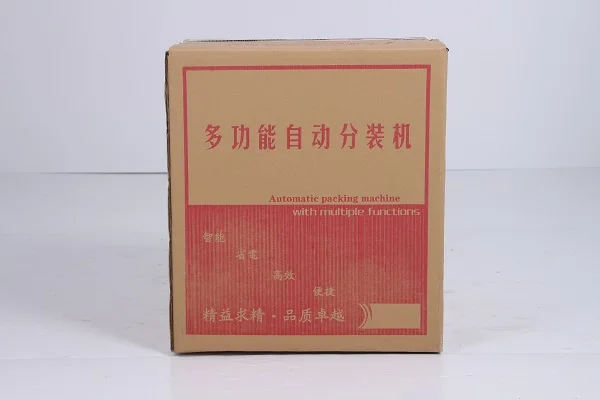 多功能自动分装机
Automatic packing machine
with multiple functions
智能
省电
高效
便捷
精益求精·品质卓越